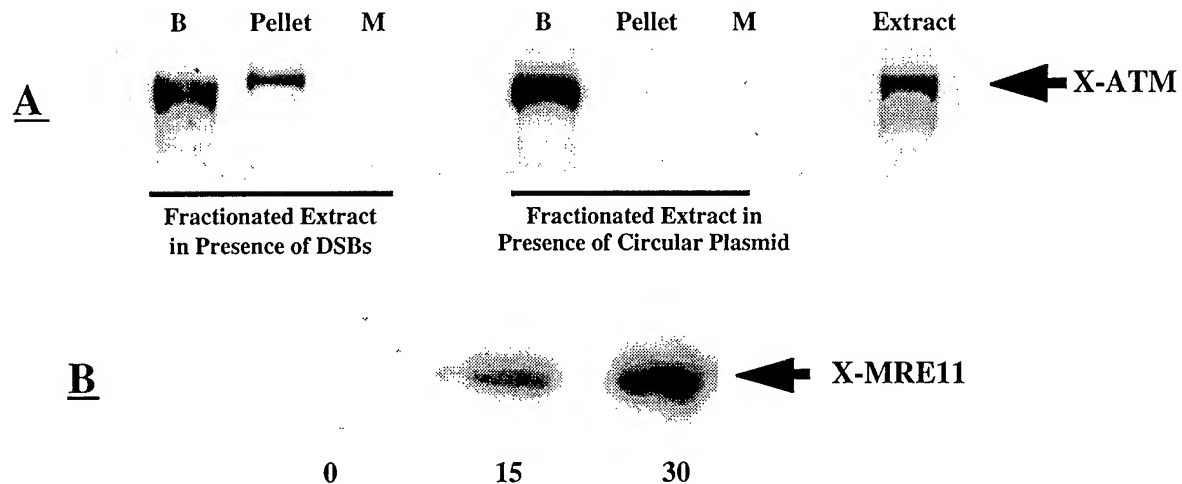 B Pellet M B Pellet M Extract
A X-ATM
Fractionated Extract
in Presence of DSBs
Fractionated Extract in
Presence of Circular Plasmid
B X-MRE11
0 15 30